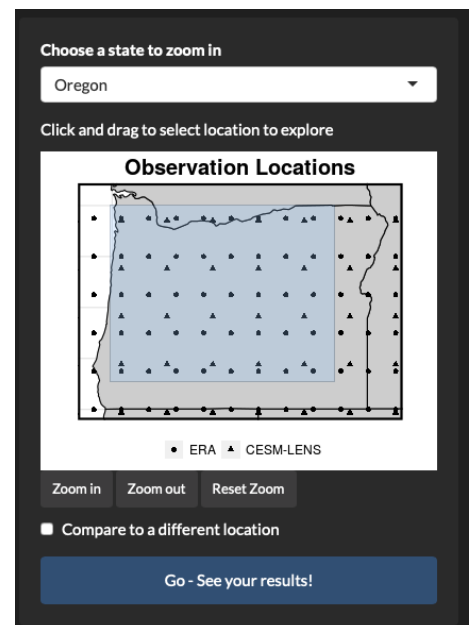 Choose a state to zoom in
Oregon
Click and drag to select location to explore
Observation Locations
ERA CESM-LENS
Zoom in Zoom out Reset Zoom
Compare to a different location
Go - See your results!